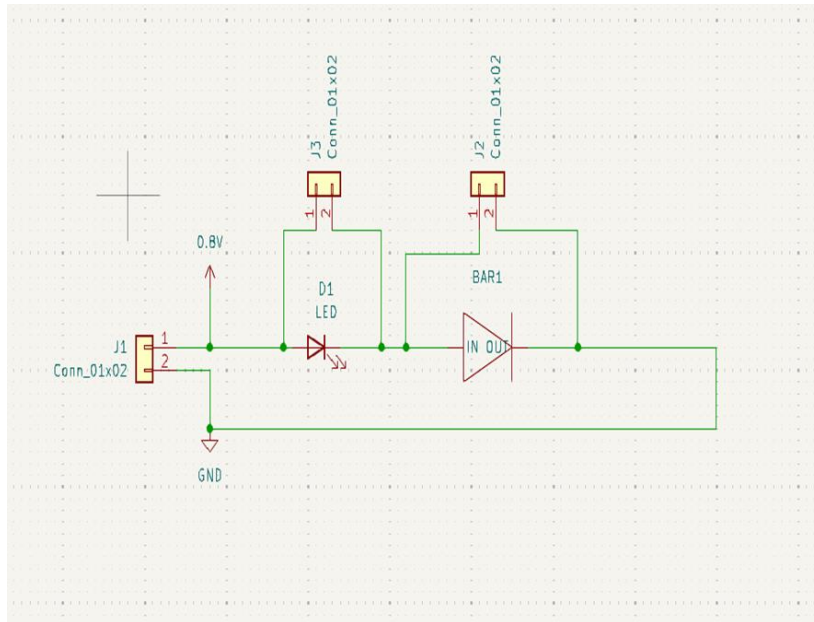 J3
Conn_01x02
J2
Conn_01x02
1
2
1
2
0.8V
BAR1
D1
LED
J1
Conn_01x02
1
2
IN OUT
GND